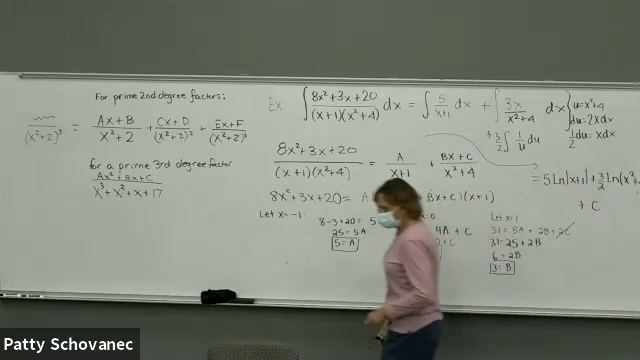 For prime 2nd degree factors:
/(x²+2)³ = Ax+B/x²+2 + Cx+D/(x²+2)² + Ex+F/(x²+2)³
for a prime 3rd degree factor
Ax²+Bx+C/x³+x²+x+17
Ex: ∫ 8x²+3x+20/(x+1)(x²+4) dx = ∫ 5/x+1 dx + ∫ 3x/x²+4 dx
u=x²+4
du=2xdx
1/2 du=xdx
+3/2 ∫ 1/u du
8x²+3x+20/(x+1)(x²+4) = A/x+1 + Bx+C/x²+4
= 5 Ln|x+1| + 3/2 Ln(x²+
+ C
8x²+3x+20 = A Bx+C)(x+1)
Let x=-1:
8-3+20= 5
25=5A
5=A
=0:
4A + C
+C
Let x=1
31=5A+2B+2C
31=25+2B
6=2B
3=B
Patty Schovanec